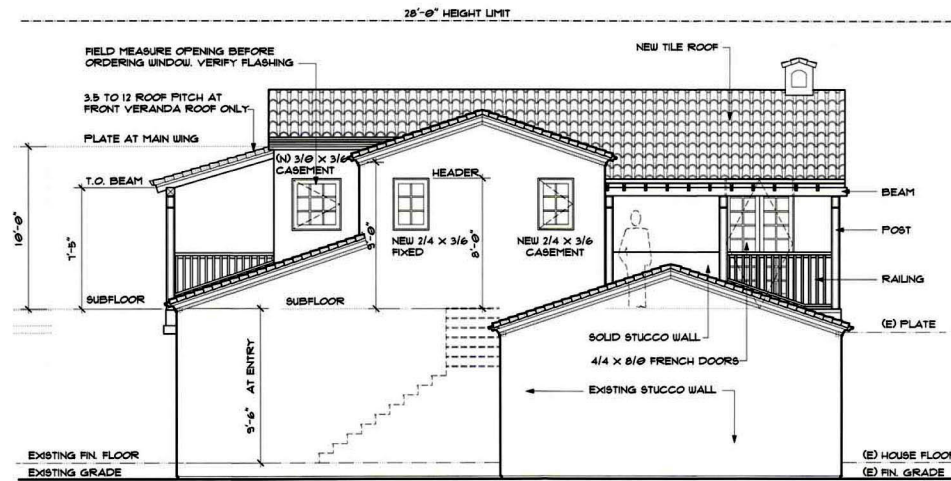 28'-0" HEIGHT LIMIT
FIELD MEASURE OPENING BEFORE
ORDERING WINDOW. VERIFY FLASHING
NEW TILE ROOF
3.5 TO 12 ROOF PITCH AT
FRONT VERANDA ROOF ONLY
PLATE AT MAIN WING
(N) 3/0 X 3/6
CASEMENT
HEADER
T.O. BEAM
BEAM
10'-0"
7'-5"
9'-0"
8'-0"
POST
NEW 2/4 X 3/6
FIXED
NEW 2/4 X 3/6
CASEMENT
RAILING
SUBFLOOR
SUBFLOOR
(E) PLATE
SOLID STUCCO WALL
4/4 X 8/0 FRENCH DOORS
9'-6" AT ENTRY
EXISTING STUCCO WALL
EXISTING FIN. FLOOR
(E) HOUSE FLOOR
EXISTING GRADE
(E) FIN. GRADE